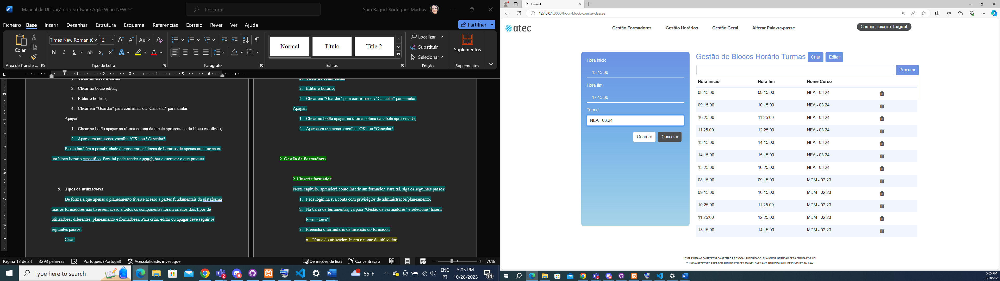 Manual de Utilização do Software Agile Wing NEW
Procurar
Sara Raquel Rodrigues Martins
Ficheiro Base Inserir Desenhar Estrutura Esquema Referências Correio Rever Ver Ajuda
Partilhar
Colar
Times New Roman (C 12
Normal
Título
Title 2
Localizar
Substituir
Selecionar
Suplementos
Área de Transfer...
Tipo de Letra
Parágrafo
Estilos
Edição
Suplementos
1. Clicar no bloco a editar;
2. Clicar no botão editar;
3. Editar o horário;
4. Clicar em "Guardar" para confirmar ou "Cancelar" para anular.
Apagar:
1. Clicar no botão apagar na última coluna da tabela apresentada do bloco escolhido;
2. Aparecerá um aviso; escolha "OK" ou "Cancelar".
Existe também a possibilidade de procurar os blocos de horários de apenas uma turma ou
um bloco horário especifico. Para tal pode aceder a search bar e escrever o que procura.
9. Tipos de utilizadores
De forma a que apenas o planeamento tivesse acesso a partes fundamentais da plataforma
mas os formadores não tivessem aceso a todos os componentes foram criados dois tipos de
utilizadores diferentes, planeamento e formadores. Para criar, editar ou apagar deve seguir os
seguintes passos:
Criar:
2. Clicar no botão editar;
3. Editar o horário;
4. Clicar em "Guardar" para confirmar ou "Cancelar" para anular.
Apagar:
1. Clicar no botão apagar na última coluna da tabela apresentada;
2. Aparecerá um aviso; escolha "OK" ou "Cancelar".
2. Gestão de Formadores
2.1 Inserir formador
Neste capítulo, aprenderá como inserir um formador. Para tal, siga os seguintes passos:
1. Faça login na sua conta com privilégios de administrador/planeamento.
2. Na barra de ferramentas, vá para "Gestão de Formadores" e selecione "Inserir
Formadores".
3. Preencha o formulário de inserção do formador:
• Nome do utilizador: Insira o nome do utilizador.
Página 13 de 24 3293 palavras Português (Portugal) Acessibilidade: investigue
Definições de Ecrã Concentração 70%
Type here to search
65°F
ENG
PT
5:05 PM
10/28/2023
14
Laravel
127.0.0.1:8000/hour-block-course-classes
atec
Gestão Formadores Gestão Horários Gestão Geral Alterar Palavra-passe
Carmen Teixeira Logout
Hora inicio
15:15:00
Hora fim
17:15:00
Turma
NEA - 03.24
Guardar Cancelar
Gestão de Blocos Horário Turmas Criar Editar
Procurar
Hora inicio Hora fim Nome Curso
08:15:00 09:15:00 NEA - 03.24
09:15:00 10:15:00 NEA - 03.24
10:25:00 11:25:00 NEA - 03.24
11:25:00 12:25:00 NEA - 03.24
13:15:00 14:15:00 NEA - 03.24
14:15:00 15:15:00 NEA - 03.24
15:25:00 16:25:00 NEA - 03.24
08:15:00 09:15:00 MDM - 02.23
09:15:00 10:15:00 MDM - 02.23
10:25:00 11:25:00 MDM - 02.23
11:25:00 12:25:00 MDM - 02.23
13:15:00 14:15:00 MDM - 02.23
ESTA É UMA ÁREA RESERVADA APENAS A PESSOAL AUTORIZADO, QUALQUER INTRUSÃO SERÁ PUNIDA POR LEI
THIS IS A RESERVED AREA FOR AUTHORIZED PERSONNEL ONLY, ANY INTRUSION WILL BE PUNISHED BY LAW.
5:05 PM
10/28/2023